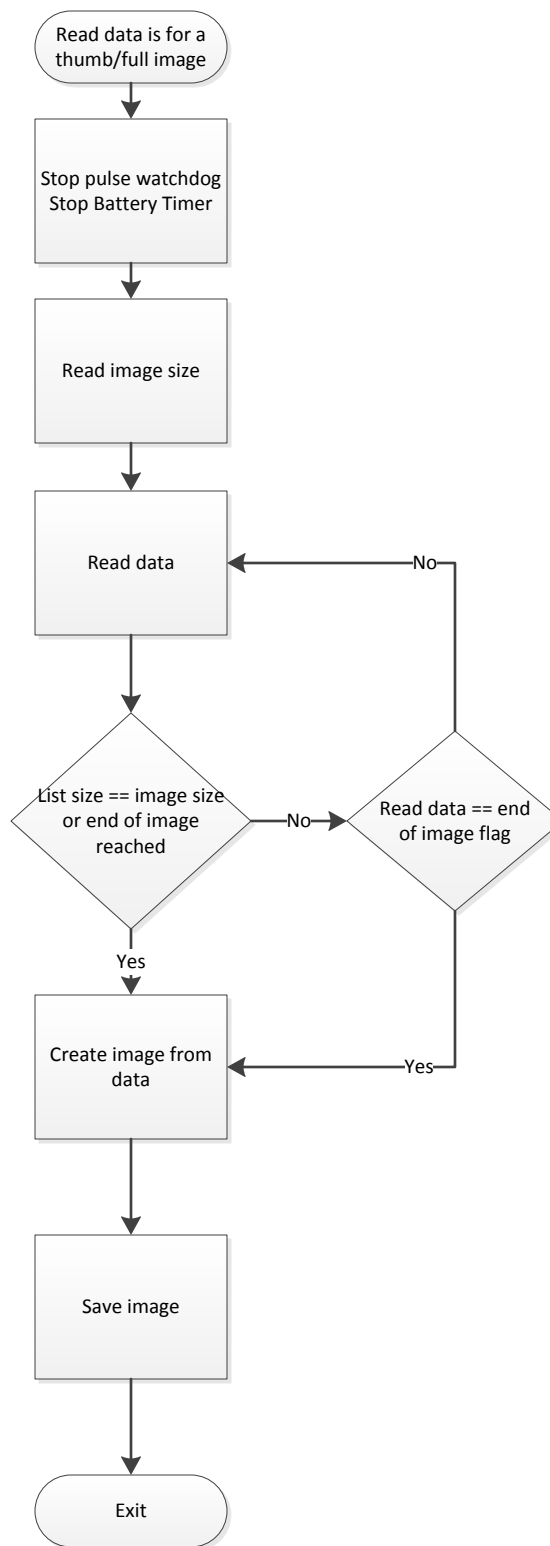 Read data is for a
thumb/full image
Stop pulse watchdog
Stop Battery Timer
Read image size
Read data
No
List size == image size
or end of image
reached
No
Read data == end
of image flag
Yes
Create image from
data
Yes
Save image
Exit